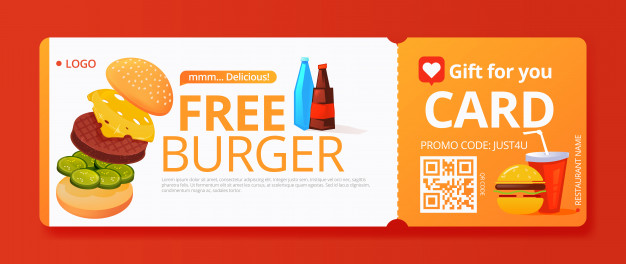 LOGO
mmm... Delicious!
FREE
BURGER
Gift for you
CARD
PROMO CODE: JUST4U
QR CODE
RESTAURANT NAME